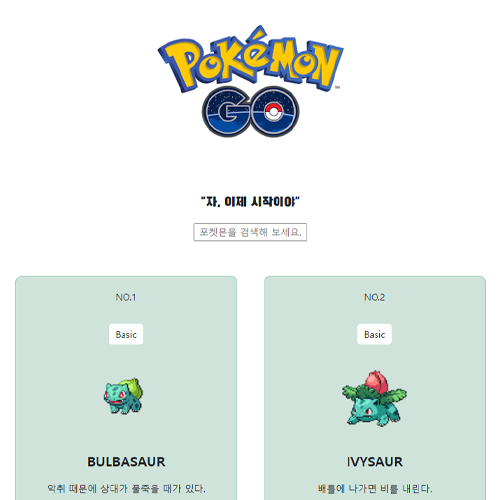 POKéMON
GO
"자, 이제 시작이야"
포켓몬을 검색해 보세요.
NO.1
Basic
BULBASAUR
악취 때문에 상대가 풀죽을 때가 있다.
NO.2
Basic
IVYSAUR
배틀에 나가면 비를 내린다.